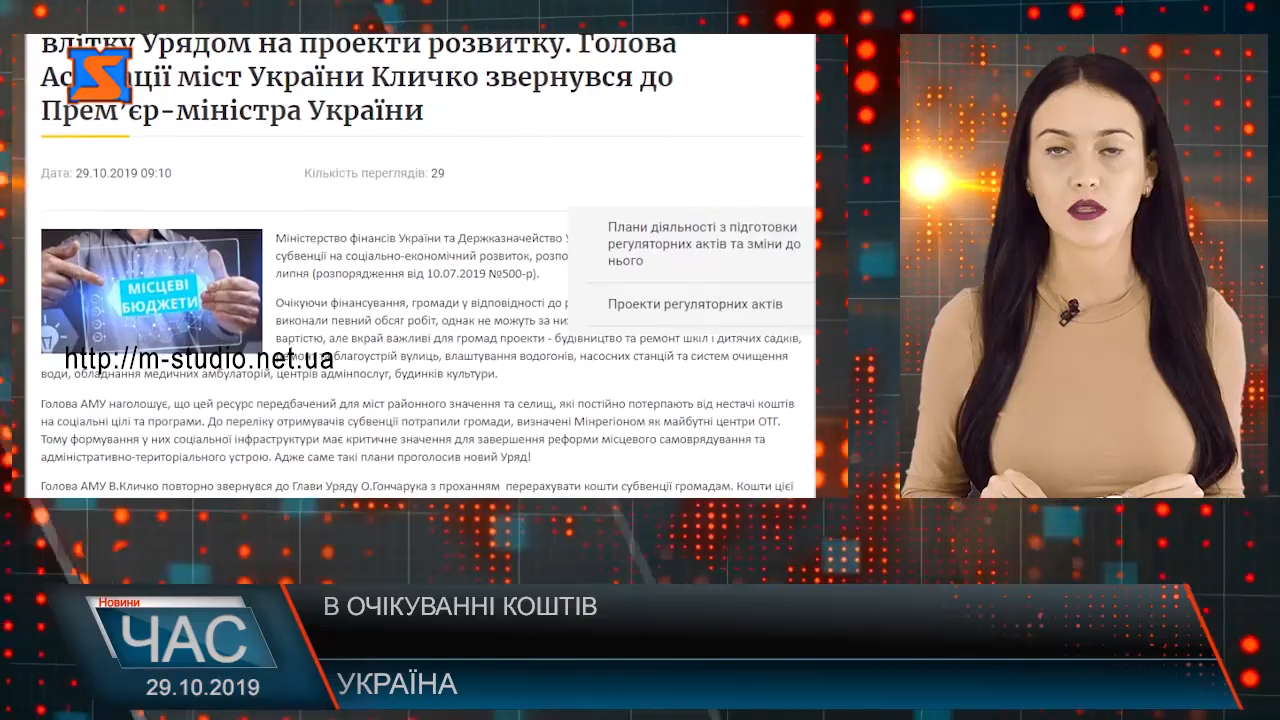 влітку Урядом на проекти розвитку. Голова
міст України Кличко звернувся до
Прем'єр-міністра України
Дата: 29.10.2019 09:10
Кількість переглядів: 29
МІСЦЕВІ
БЮДЖЕТИ
Міністерство фінансів України та Держказначейство
субвенції на соціально-економічний розвиток,
липня (розпорядження від 10.07.2019 №500-р).
Очікуючи фінансування, громади у відповідності до
виконали певний обсяг робіт, однак не можуть за
вартістю, але вкрай важливі для громад проекти - будівництво та ремонт шкіл і дитячих садків,
благоустрій вулиць, влаштування водогонів, насосних станцій та систем очищення
води, обладнання медичних амбулаторій, центрів адмінпослуг, будинків культури.
Плани діяльності з підготовки
регуляторних актів та зміни до
нього
Проекти регуляторних актів
http://m-studio.net.ua
Голова АМУ наголошує, що цей ресурс передбачений для міст районного значення та селищ, які постійно потерпають від нестачі коштів
на соціальні цілі та програми. До переліку отримувачів субвенції потрапили громади, визначені Мінрегіоном як майбутні центри ОТГ.
Тому формування у них соціальної інфраструктури має критичне значення для завершення реформи місцевого самоврядування та
адміністративно-територіального устрою. Адже саме такі плани проголосив новий Уряд!
Голова АМУ В.Кличко повторно звернувся до Глави Уряду О.Гончарука з проханням перерахувати кошти субвенції громадам. Кошти цієї
Новини
ЧАС
29.10.2019
В ОЧІКУВАННІ КОШТІВ
УКРАЇНА